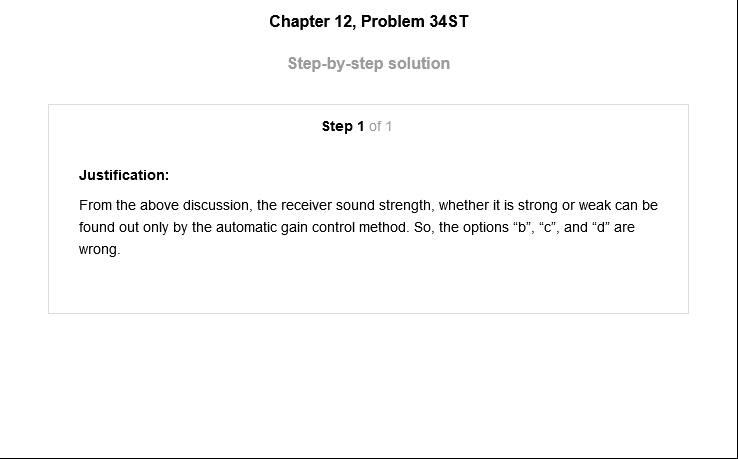 Chapter 12, Problem 34ST
Step-by-step solution
Step 1 of 1
Justification:
From the above discussion, the receiver sound strength, whether it is strong or weak can be
found out only by the automatic gain control method. So, the options “b”, “c”, and “d” are
wrong.